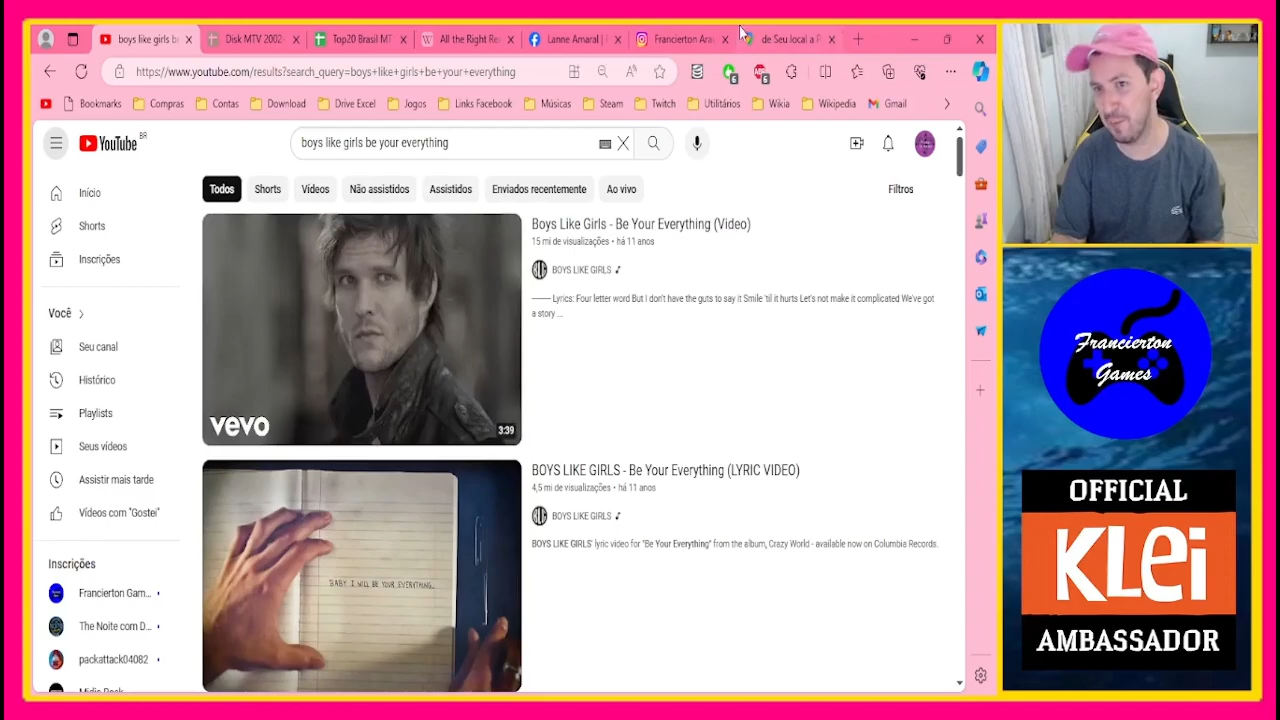 boys like girls b
Disk MTV 2002-
Top20 Brasil MT
All the Right Re
Lanne Amaral |
Francierton Ara
de Seu local a P
https://www.youtube.com/results?search_query=boys+like+girls+be+your+everything
6
6
Bookmarks
Compras
Contas
Download
Drive Excel
Jogos
Links Facebook
Músicas
Steam
Twitch
Utilitários
Wikia
Wikipedia
Gmail
YouTube BR
boys like girls be your everything
Todos
Shorts
Vídeos
Não assistidos
Assistidos
Enviados recentemente
Ao vivo
Filtros
Início
Shorts
Inscrições
Você
Seu canal
Histórico
Playlists
Seus vídeos
Assistir mais tarde
Vídeos com "Gostei"
Inscrições
Francierton Gam...
The Noite com D...
packattack04082
vevo
3:39
Boys Like Girls - Be Your Everything (Video)
15 mi de visualizações • há 11 anos
BOYS LIKE GIRLS
——- Lyrics: Four letter word But I don't have the guts to say it Smile 'til it hurts Let's not make it complicated We've got
a story ...
BABY I WILL BE YOUR EVERYTHING...
BOYS LIKE GIRLS - Be Your Everything (LYRIC VIDEO)
4,5 mi de visualizações • há 11 anos
BOYS LIKE GIRLS
BOYS LIKE GIRLS' lyric video for "Be Your Everything" from the album, Crazy World - available now on Columbia Records.
Francierton
Games
OFFICIAL
KLei
AMBASSADOR